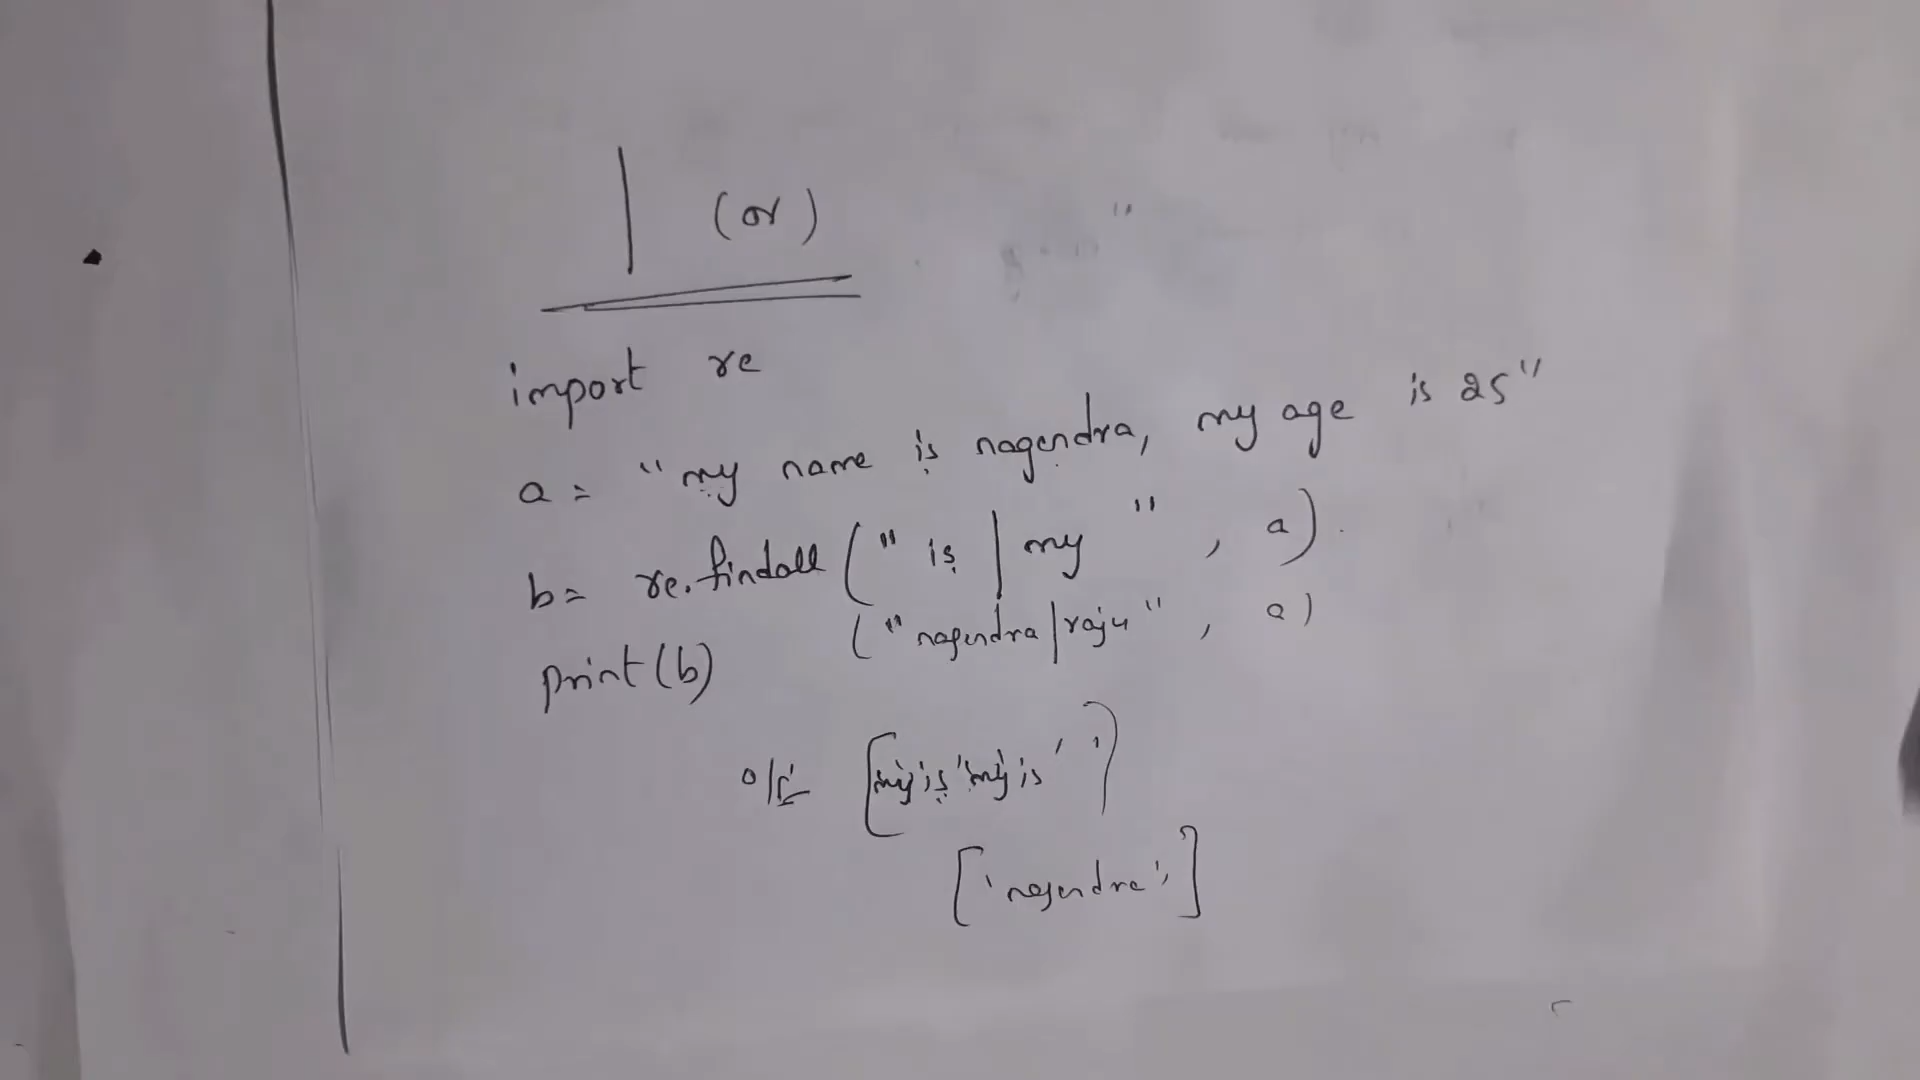 | (or)
import re
a = "my name is nagendra, my age is 25"
b = re.findall ("is | my", a)
("nagendra|raju", a)
print(b)
o/p ['my' 'is' 'my' 'is']
['nagendra']